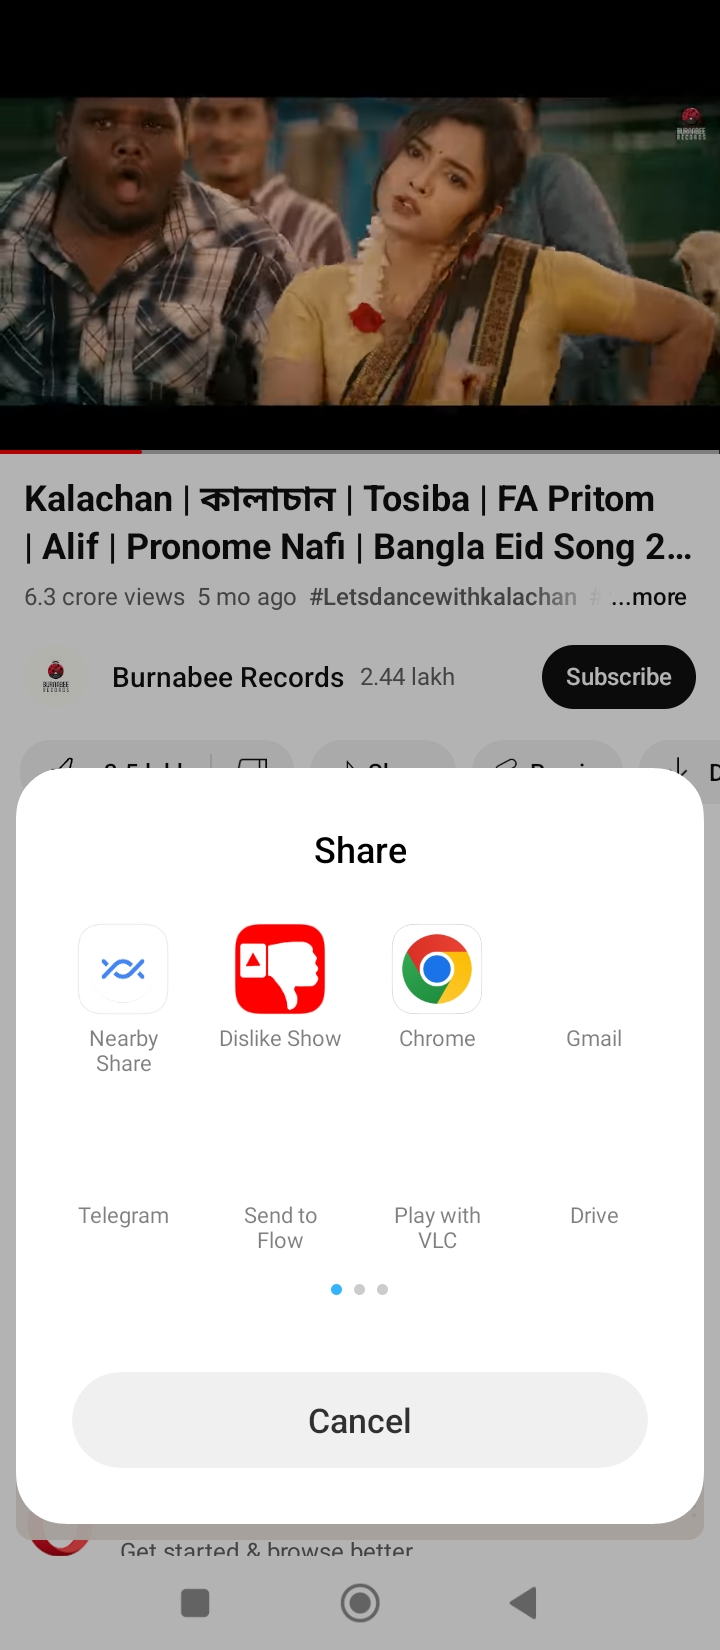 BURNABEE
RECORDS
Kalachan | কালাচান | Tosiba | FA Pritom
| Alif | Pronome Nafi | Bangla Eid Song 2...
6.3 crore views 5 mo ago #Letsdancewithkalachan # ...more
BURNABEE
RECORDS
Burnabee Records 2.44 lakh
Subscribe
Share
Nearby
Share
Dislike Show
Chrome
Gmail
Telegram
Send to
Flow
Play with
VLC
Drive
Cancel
Get started & browse better